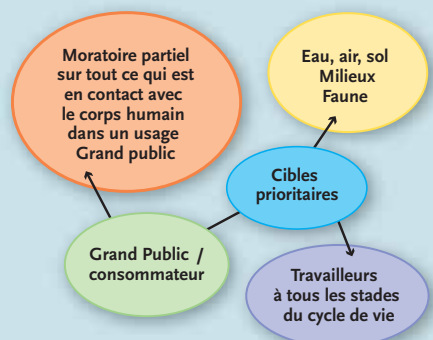 Moratoire partiel
sur tout ce qui est
en contact avec
le corps humain
dans un usage
Grand public
Eau, air, sol
Milieux
Faune
Cibles
prioritaires
Grand Public /
consommateur
Travailleurs
à tous les stades
du cycle de vie